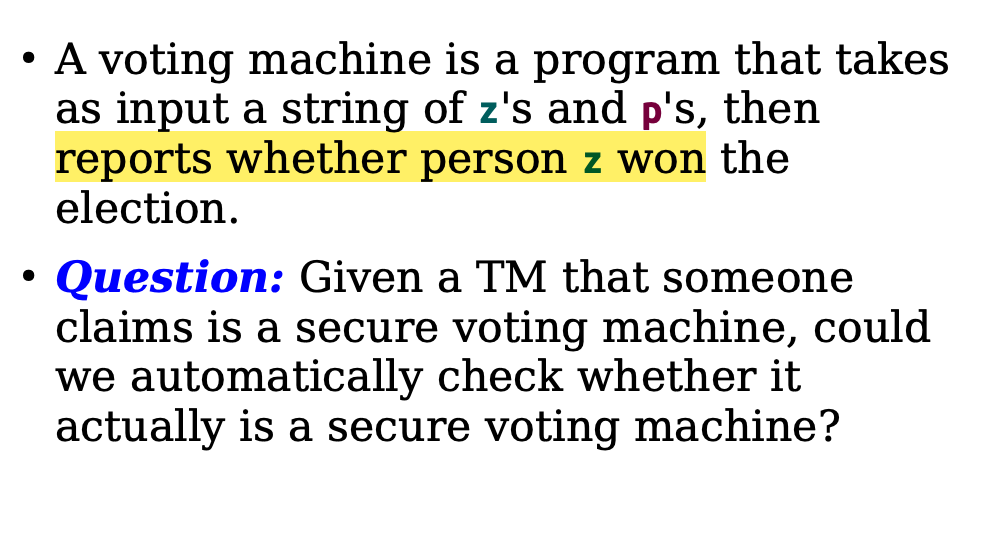 • A voting machine is a program that takes
as input a string of z's and p's, then
reports whether person z won the
election.
• Question: Given a TM that someone
claims is a secure voting machine, could
we automatically check whether it
actually is a secure voting machine?